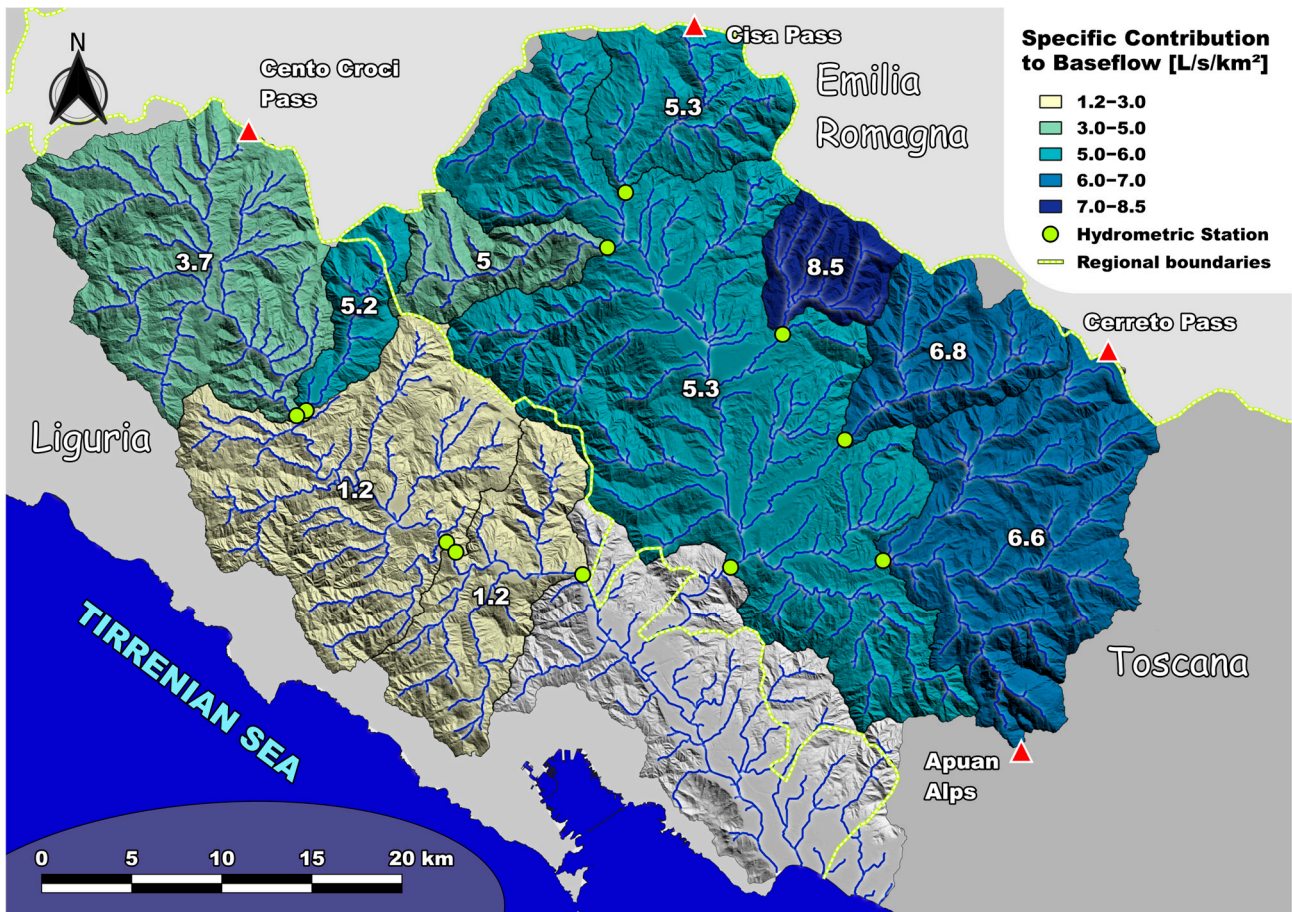 N
Cento Croci
Pass
Cisa Pass
Emilia
Romagna
Specific Contribution
to Baseflow [L/s/km²]
1.2–3.0
3.0–5.0
5.0–6.0
6.0–7.0
7.0–8.5
Hydrometric Station
Regional boundaries
5.3
3.7
5
5.2
8.5
Cerreto Pass
6.8
5.3
Liguria
1.2
6.6
1.2
Toscana
TIRRENIAN SEA
Apuan
Alps
0 5 10 15 20 km